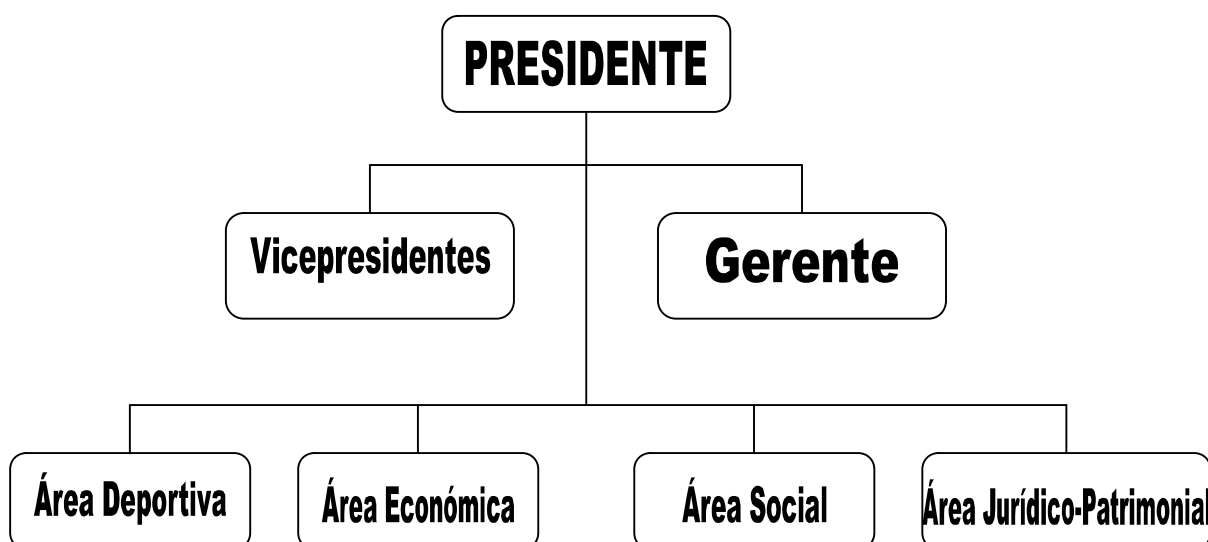 PRESIDENTE
Vicepresidentes
Gerente
Área Deportiva
Área Económica
Área Social
Área Jurídico-Patrimonial